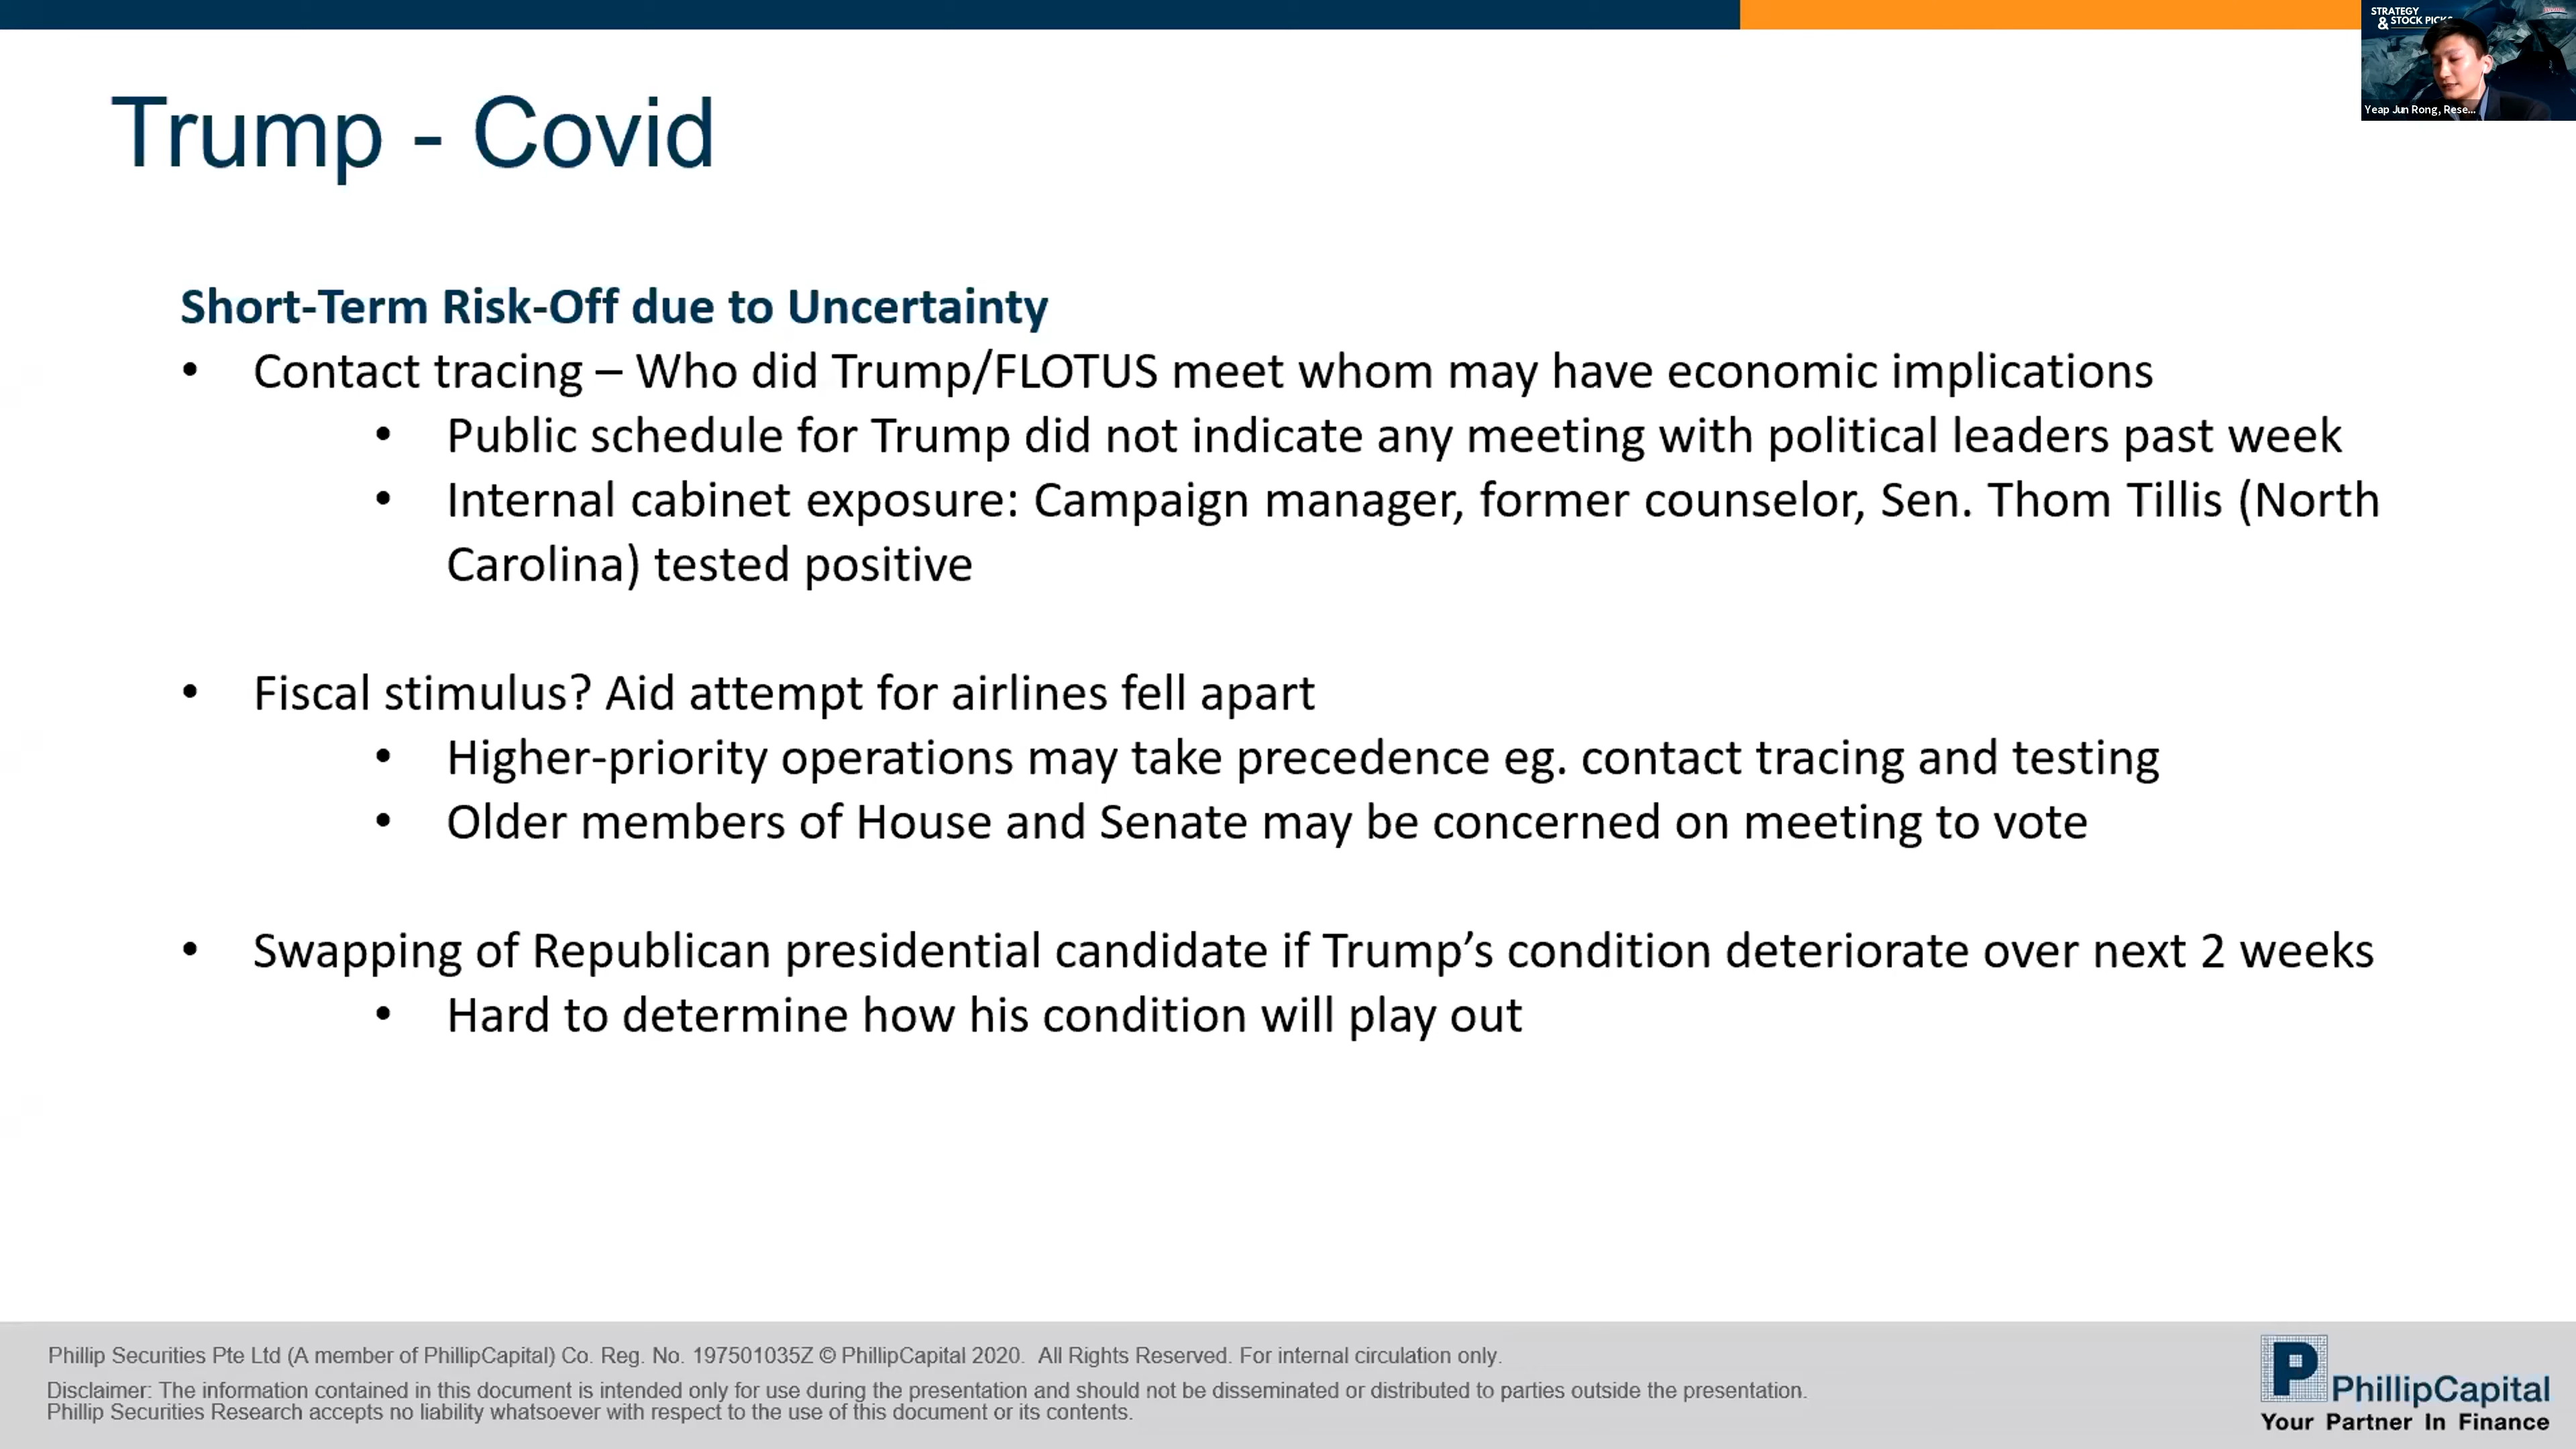 STRATEGY
& STOCK PICKS
Yeap Jun Rong, Rese...
Trump - Covid
Short-Term Risk-Off due to Uncertainty
• Contact tracing – Who did Trump/FLOTUS meet whom may have economic implications
• Public schedule for Trump did not indicate any meeting with political leaders past week
• Internal cabinet exposure: Campaign manager, former counselor, Sen. Thom Tillis (North
Carolina) tested positive
• Fiscal stimulus? Aid attempt for airlines fell apart
• Higher-priority operations may take precedence eg. contact tracing and testing
• Older members of House and Senate may be concerned on meeting to vote
• Swapping of Republican presidential candidate if Trump’s condition deteriorate over next 2 weeks
• Hard to determine how his condition will play out
Phillip Securities Pte Ltd (A member of PhillipCapital) Co. Reg. No. 197501035Z © PhillipCapital 2020. All Rights Reserved. For internal circulation only.
Disclaimer: The information contained in this document is intended only for use during the presentation and should not be disseminated or distributed to parties outside the presentation.
Phillip Securities Research accepts no liability whatsoever with respect to the use of this document or its contents.
P PhillipCapital
Your Partner In Finance